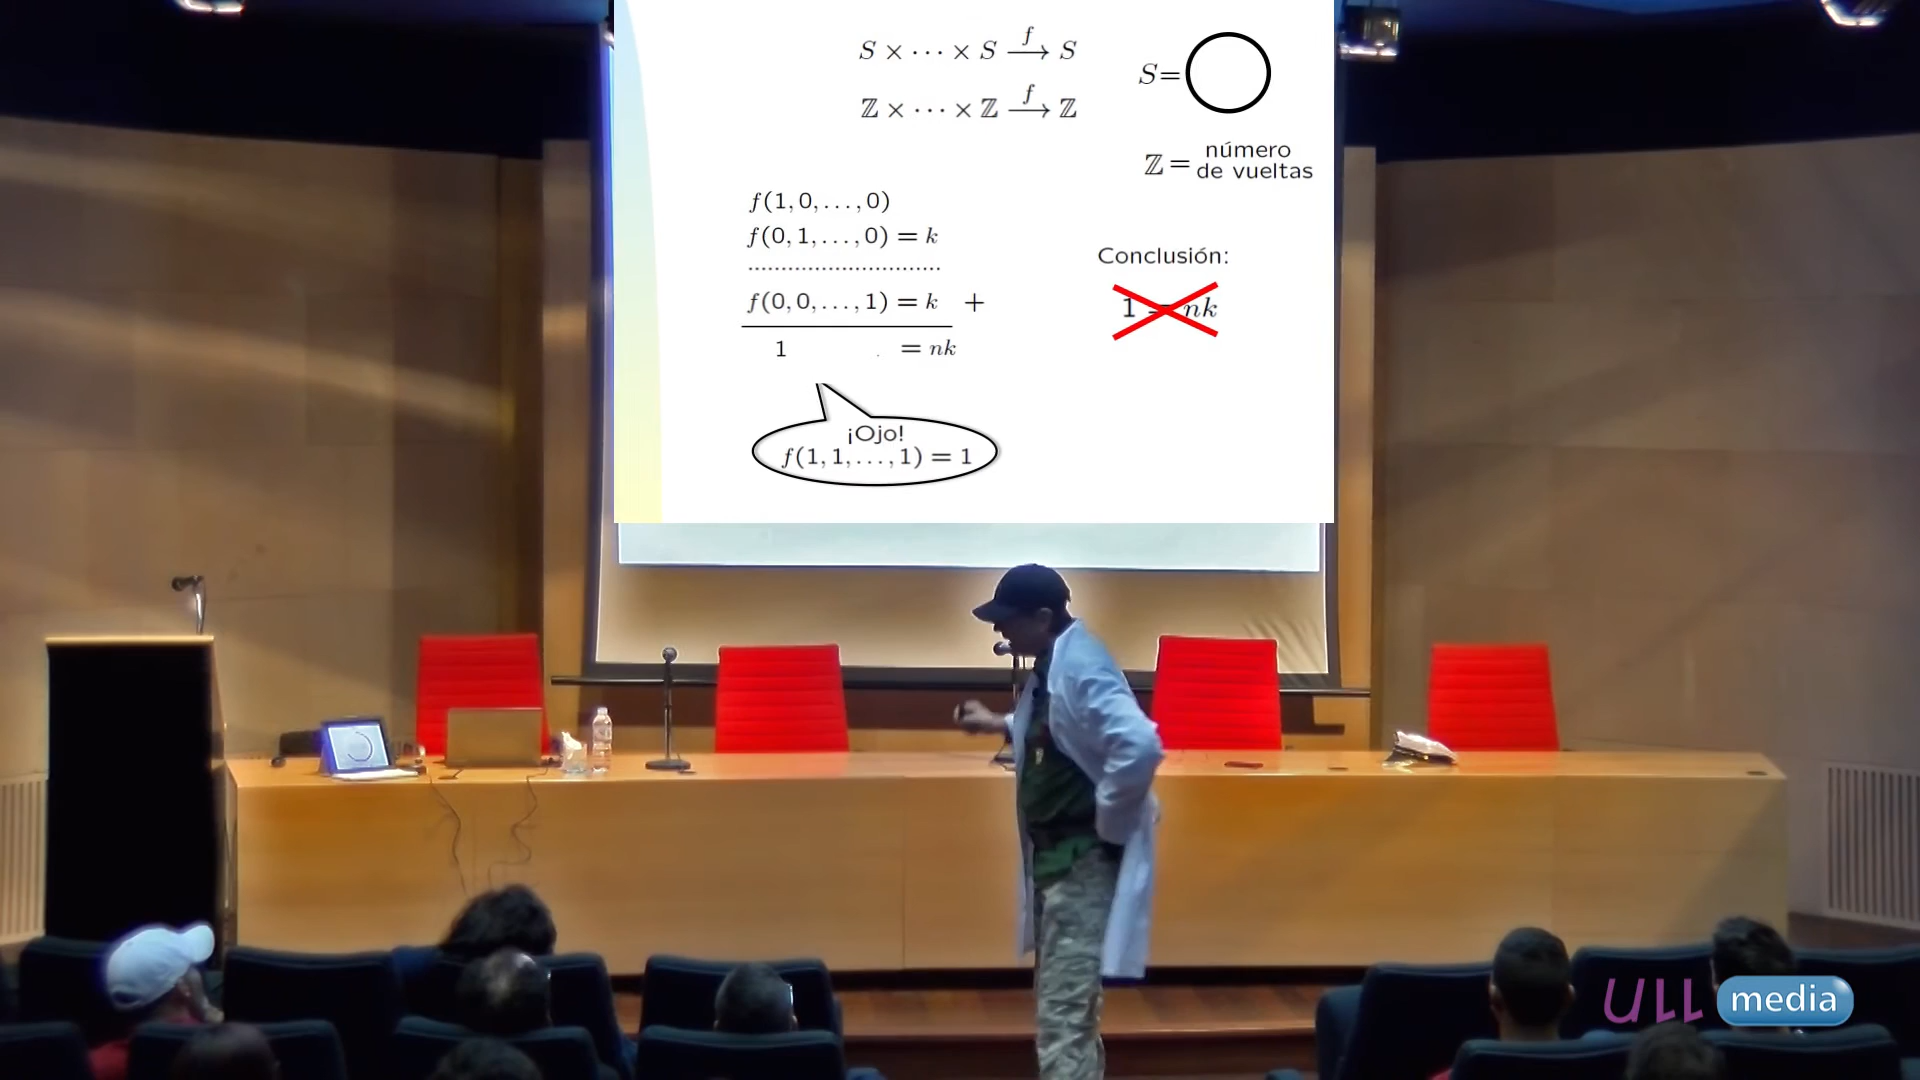 S × ··· × S —f→ S
ℤ × ··· × ℤ —f→ ℤ
S=
ℤ = número
de vueltas
f(1, 0, ..., 0)
f(0, 1, ..., 0) = k
..............................
f(0, 0, ..., 1) = k +
1 = nk
¡Ojo!
f(1, 1, ..., 1) = 1
Conclusión:
1 = nk
ULL media